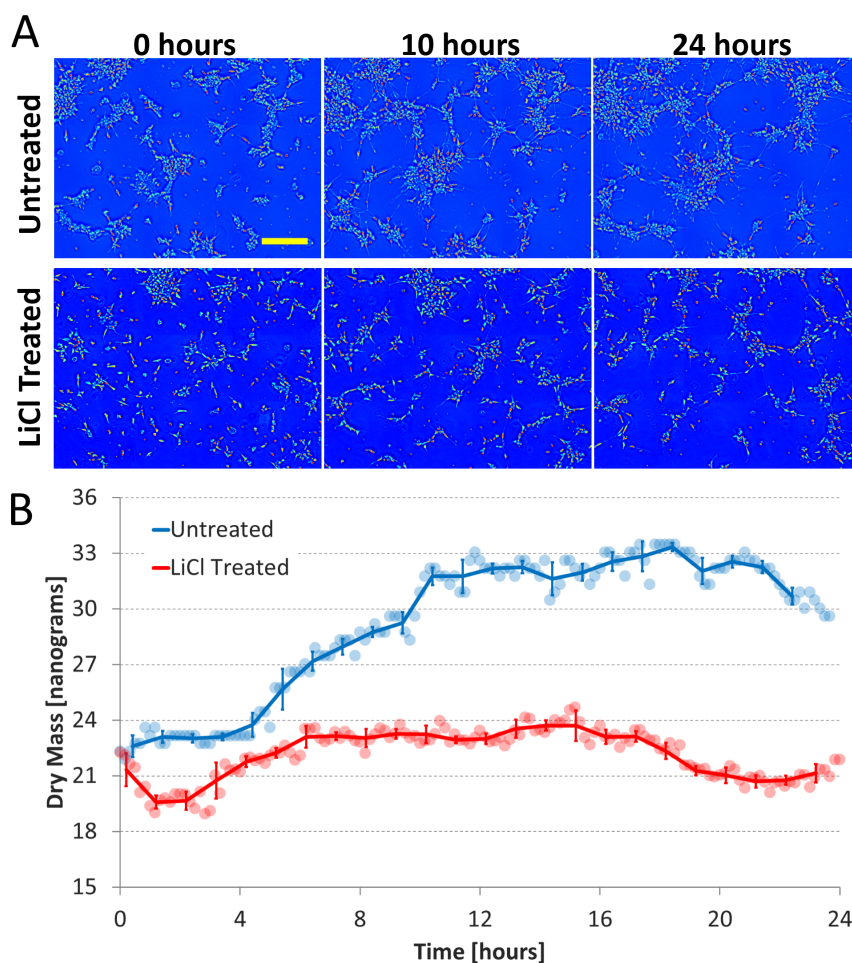 A
0 hours
10 hours
24 hours
Untreated
LiCl Treated
B
Dry Mass [nanograms]
36
33
30
27
24
21
18
15
Untreated
LiCl Treated
0
4
8
12
16
20
24
Time [hours]